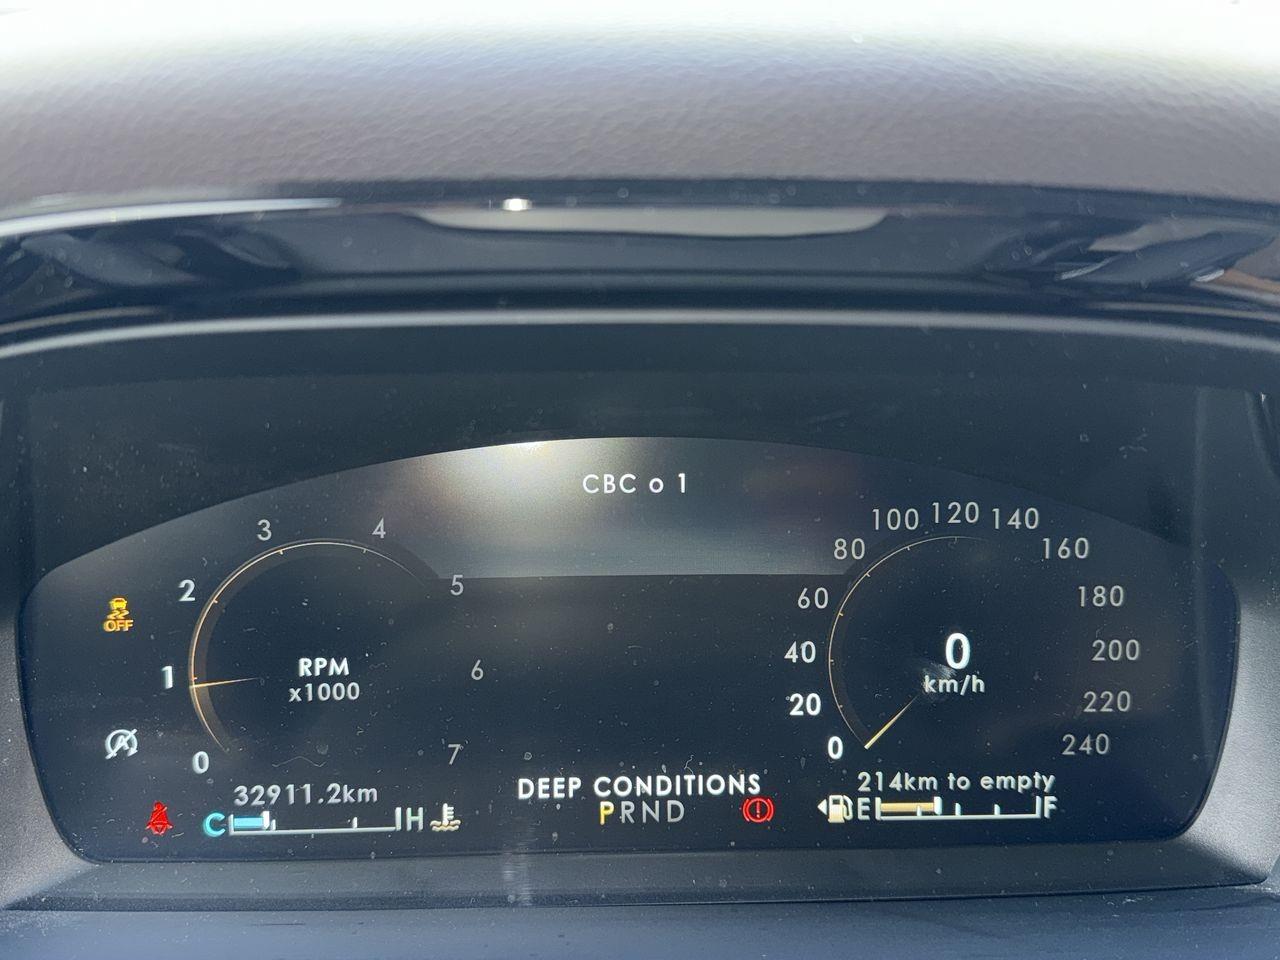 CBC o 1
3
4
100 120 140
2
80
160
5
OFF
60
180
1
RPM
6
40
0
200
x1000
km/h
20
220
0
7
0
240
32911.2km
DEEP CONDITIONS
214km to empty
C
H
PRND
E
F